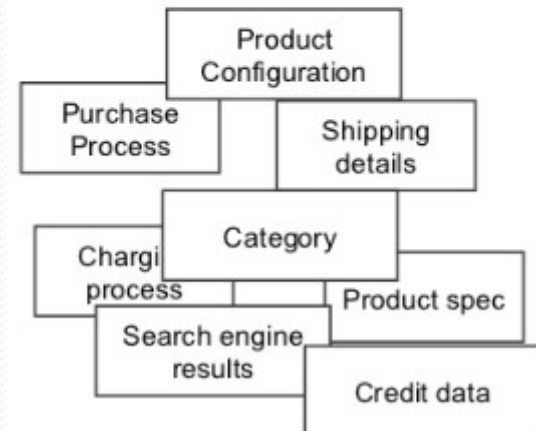 Product
Configuration
Purchase
Process
Shipping
details
Category
Chargi
process
Product spec
Search engine
results
Credit data